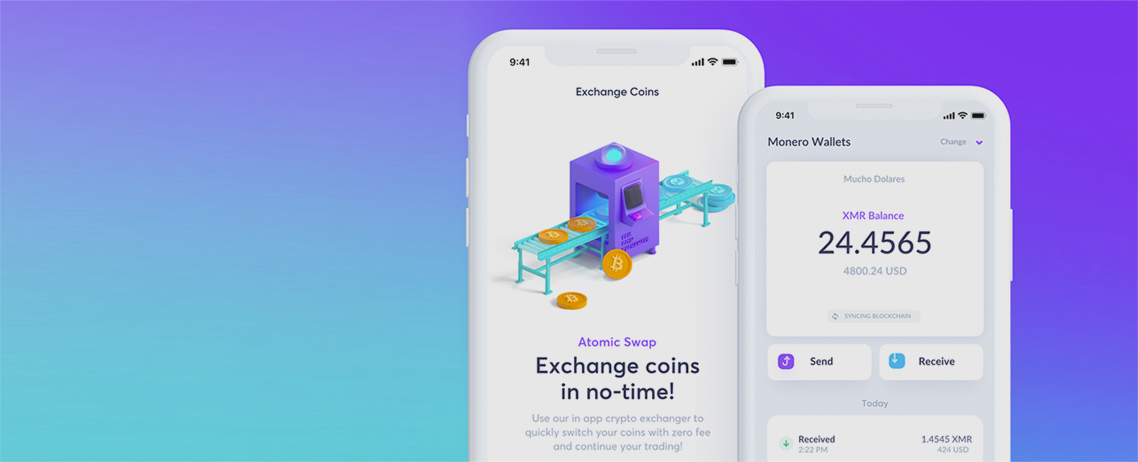 9:41
Exchange Coins
Atomic Swap
Exchange coins
in no-time!
Use our in app crypto exchanger to
quickly switch your coins with zero fee
and continue your trading!
9:41
Monero Wallets
Change
Mucho Dolares
XMR Balance
24.4565
4800.24 USD
SYNCING BLOCKCHAIN
Send
Receive
Today
Received
1.4545 XMR
2:22 PM
424 USD